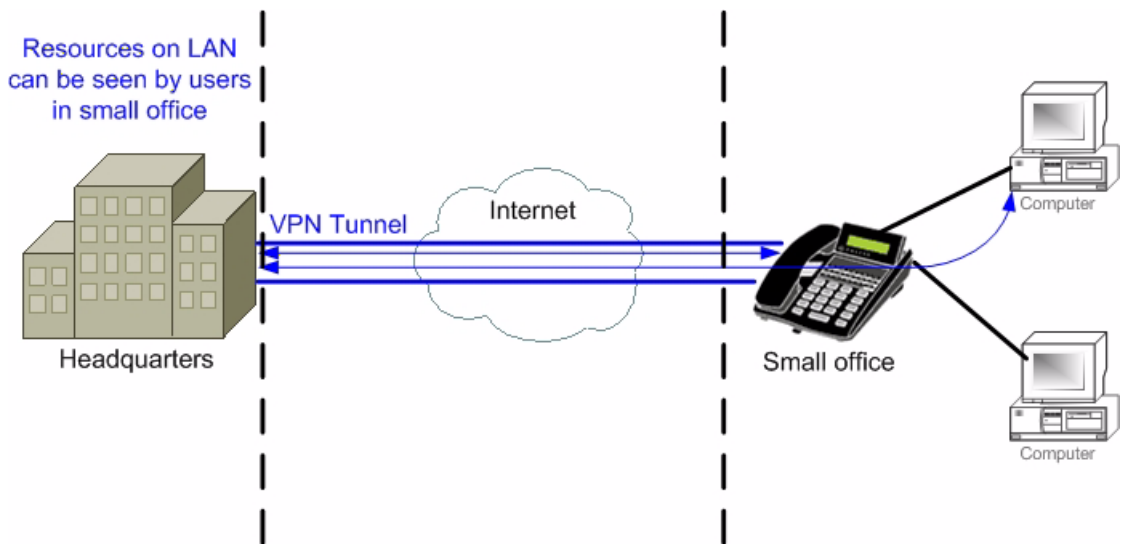 Resources on LAN
can be seen by users
in small office
Internet
VPN Tunnel
Computer
Headquarters
Small office
Computer